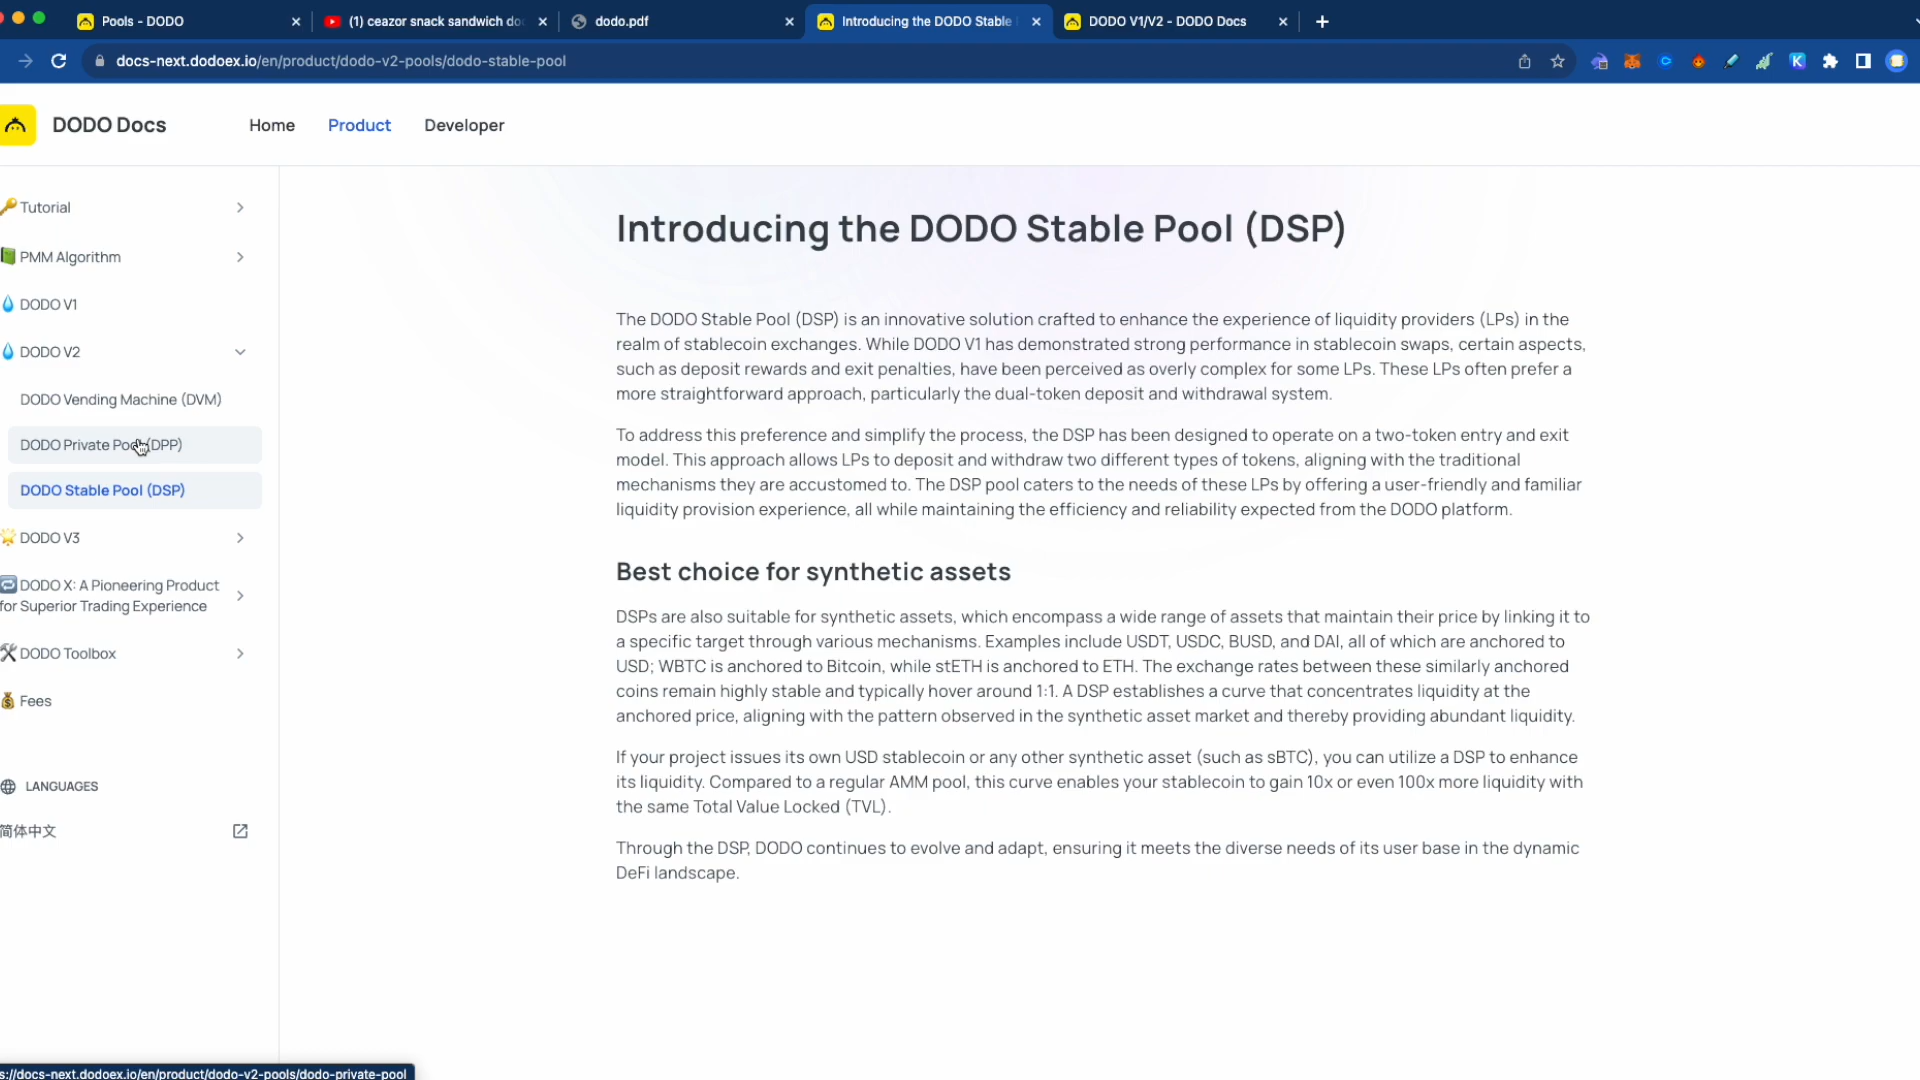 Pools - DODO
(1) ceazor snack sandwich do
dodo.pdf
Introducing the DODO Stable
DODO V1/V2 - DODO Docs
docs-next.dodoex.io/en/product/dodo-v2-pools/dodo-stable-pool
DODO Docs
Home
Product
Developer
Tutorial
PMM Algorithm
DODO V1
DODO V2
DODO Vending Machine (DVM)
DODO Private Pool (DPP)
DODO Stable Pool (DSP)
DODO V3
DODO X: A Pioneering Product
for Superior Trading Experience
DODO Toolbox
Fees
LANGUAGES
简体中文
Introducing the DODO Stable Pool (DSP)
The DODO Stable Pool (DSP) is an innovative solution crafted to enhance the experience of liquidity providers (LPs) in the
realm of stablecoin exchanges. While DODO V1 has demonstrated strong performance in stablecoin swaps, certain aspects,
such as deposit rewards and exit penalties, have been perceived as overly complex for some LPs. These LPs often prefer a
more straightforward approach, particularly the dual-token deposit and withdrawal system.
To address this preference and simplify the process, the DSP has been designed to operate on a two-token entry and exit
model. This approach allows LPs to deposit and withdraw two different types of tokens, aligning with the traditional
mechanisms they are accustomed to. The DSP pool caters to the needs of these LPs by offering a user-friendly and familiar
liquidity provision experience, all while maintaining the efficiency and reliability expected from the DODO platform.
Best choice for synthetic assets
DSPs are also suitable for synthetic assets, which encompass a wide range of assets that maintain their price by linking it to
a specific target through various mechanisms. Examples include USDT, USDC, BUSD, and DAI, all of which are anchored to
USD; WBTC is anchored to Bitcoin, while stETH is anchored to ETH. The exchange rates between these similarly anchored
coins remain highly stable and typically hover around 1:1. A DSP establishes a curve that concentrates liquidity at the
anchored price, aligning with the pattern observed in the synthetic asset market and thereby providing abundant liquidity.
If your project issues its own USD stablecoin or any other synthetic asset (such as sBTC), you can utilize a DSP to enhance
its liquidity. Compared to a regular AMM pool, this curve enables your stablecoin to gain 10x or even 100x more liquidity with
the same Total Value Locked (TVL).
Through the DSP, DODO continues to evolve and adapt, ensuring it meets the diverse needs of its user base in the dynamic
DeFi landscape.
s://docs-next.dodoex.io/en/product/dodo-v2-pools/dodo-private-pool